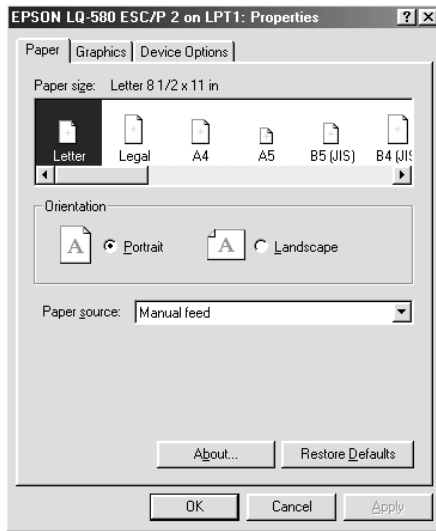 EPSON LQ-580 ESC/P 2 on LPT1: Properties ? X
Paper Graphics Device Options
Paper size: Letter 8 1/2 x 11 in
Letter Legal A4 A5 B5 (JIS) B4 (JIS
Orientation
A Portrait A Landscape
Paper source: Manual feed
About... Restore Defaults
OK Cancel Apply